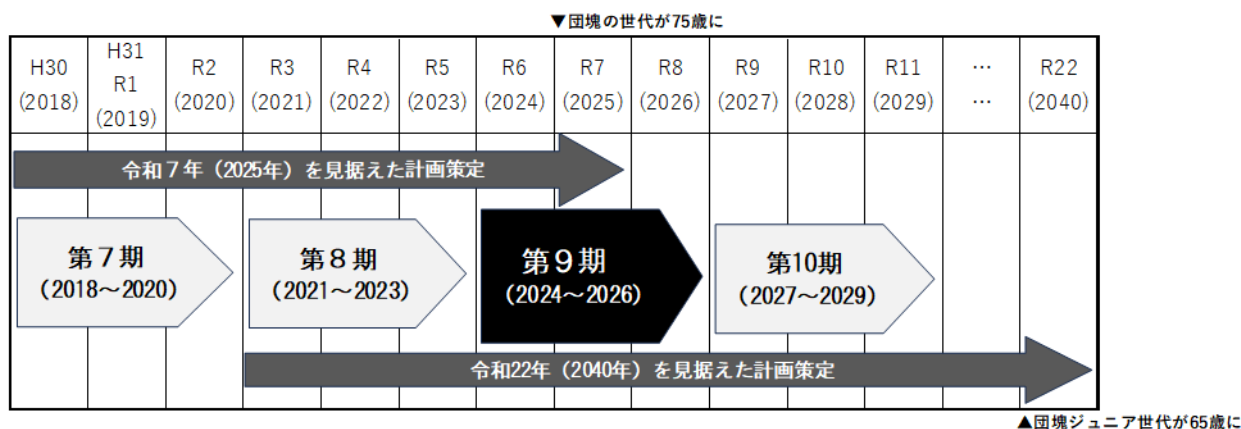 ▼団塊の世代が75歳に
H30
(2018)
H31
R1
(2019)
R2
(2020)
R3
(2021)
R4
(2022)
R5
(2023)
R6
(2024)
R7
(2025)
R8
(2026)
R9
(2027)
R10
(2028)
R11
(2029)
…
…
R22
(2040)
令和７年（2025年）を見据えた計画策定
第７期
（2018～2020）
第８期
（2021～2023）
第９期
（2024～2026）
第10期
（2027～2029）
令和22年（2040年）を見据えた計画策定
▲団塊ジュニア世代が65歳に